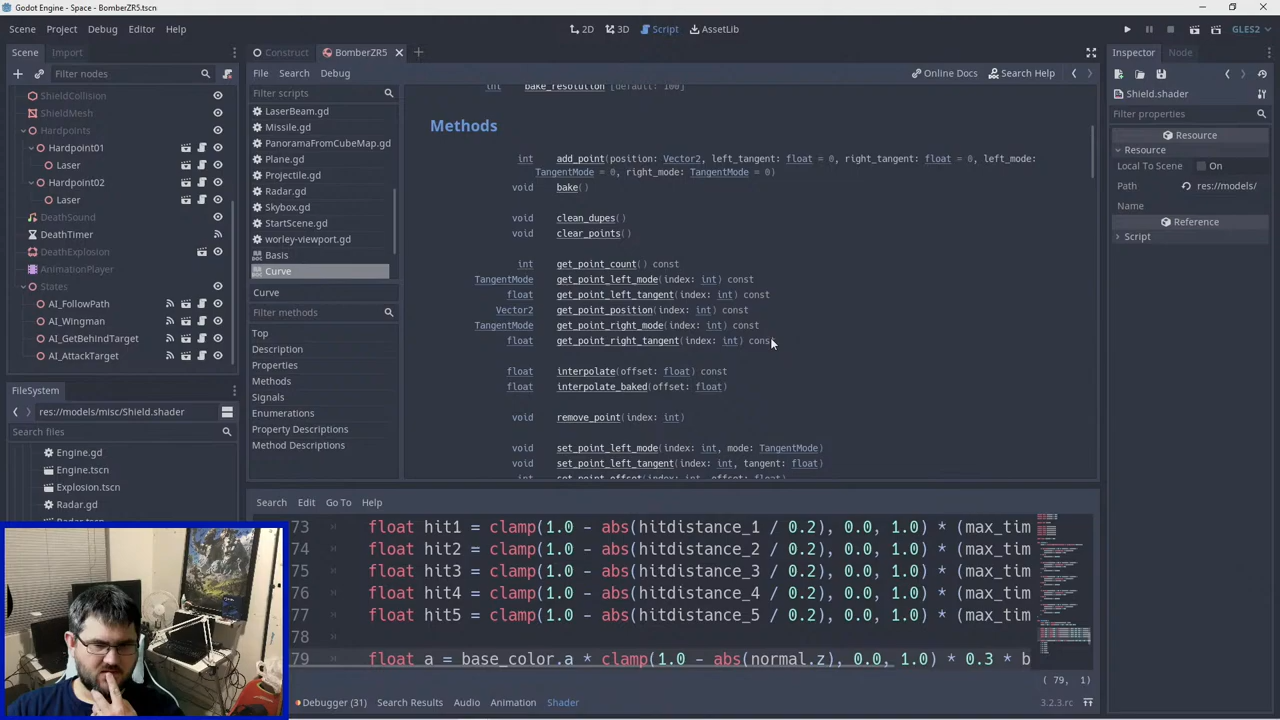 Godot Engine - Space - BomberZR5.tscn
Scene Project Debug Editor Help
2D 3D Script AssetLib
GLES2
Scene Import
Filter nodes
ShieldCollision
ShieldMesh
Hardpoints
Hardpoint01
Laser
Hardpoint02
Laser
DeathSound
DeathTimer
DeathExplosion
AnimationPlayer
States
AI_FollowPath
AI_Wingman
AI_GetBehindTarget
AI_AttackTarget
FileSystem
res://models/misc/Shield.shader
Search files
Engine.gd
Engine.tscn
Explosion.tscn
Radar.gd
Construct BomberZR5
File Search Debug
Online Docs Search Help
Filter scripts
LaserBeam.gd
Missile.gd
PanoramaFromCubeMap.gd
Plane.gd
Projectile.gd
Radar.gd
Skybox.gd
StartScene.gd
worley-viewport.gd
Basis
Curve
Curve
Filter methods
Top
Description
Properties
Methods
Signals
Enumerations
Property Descriptions
Method Descriptions
int bake_resolution [default: 100]
Methods
int add_point(position: Vector2, left_tangent: float = 0, right_tangent: float = 0, left_mode:
TangentMode = 0, right_mode: TangentMode = 0)
void bake()
void clean_dupes()
void clear_points()
int get_point_count() const
TangentMode get_point_left_mode(index: int) const
float get_point_left_tangent(index: int) const
Vector2 get_point_position(index: int) const
TangentMode get_point_right_mode(index: int) const
float get_point_right_tangent(index: int) const
float interpolate(offset: float) const
float interpolate_baked(offset: float)
void remove_point(index: int)
void set_point_left_mode(index: int, mode: TangentMode)
void set_point_left_tangent(index: int, tangent: float)
int set_point_offset(index: int, offset: float)
Search Edit Go To Help
73 float hit1 = clamp(1.0 - abs(hitdistance_1 / 0.2), 0.0, 1.0) * (max_tim
74 float hit2 = clamp(1.0 - abs(hitdistance_2 / 0.2), 0.0, 1.0) * (max_tim
75 float hit3 = clamp(1.0 - abs(hitdistance_3 / 0.2), 0.0, 1.0) * (max_tim
76 float hit4 = clamp(1.0 - abs(hitdistance_4 / 0.2), 0.0, 1.0) * (max_tim
77 float hit5 = clamp(1.0 - abs(hitdistance_5 / 0.2), 0.0, 1.0) * (max_tim
78
79 float a = base_color.a * clamp(1.0 - abs(normal.z), 0.0, 1.0) * 0.3 * b
( 79, 1)
Debugger (31) Search Results Audio Animation Shader
3.2.3.rc
Inspector Node
Shield.shader
Filter properties
Resource
Resource
Local To Scene On
Path res://models/
Name
Reference
Script